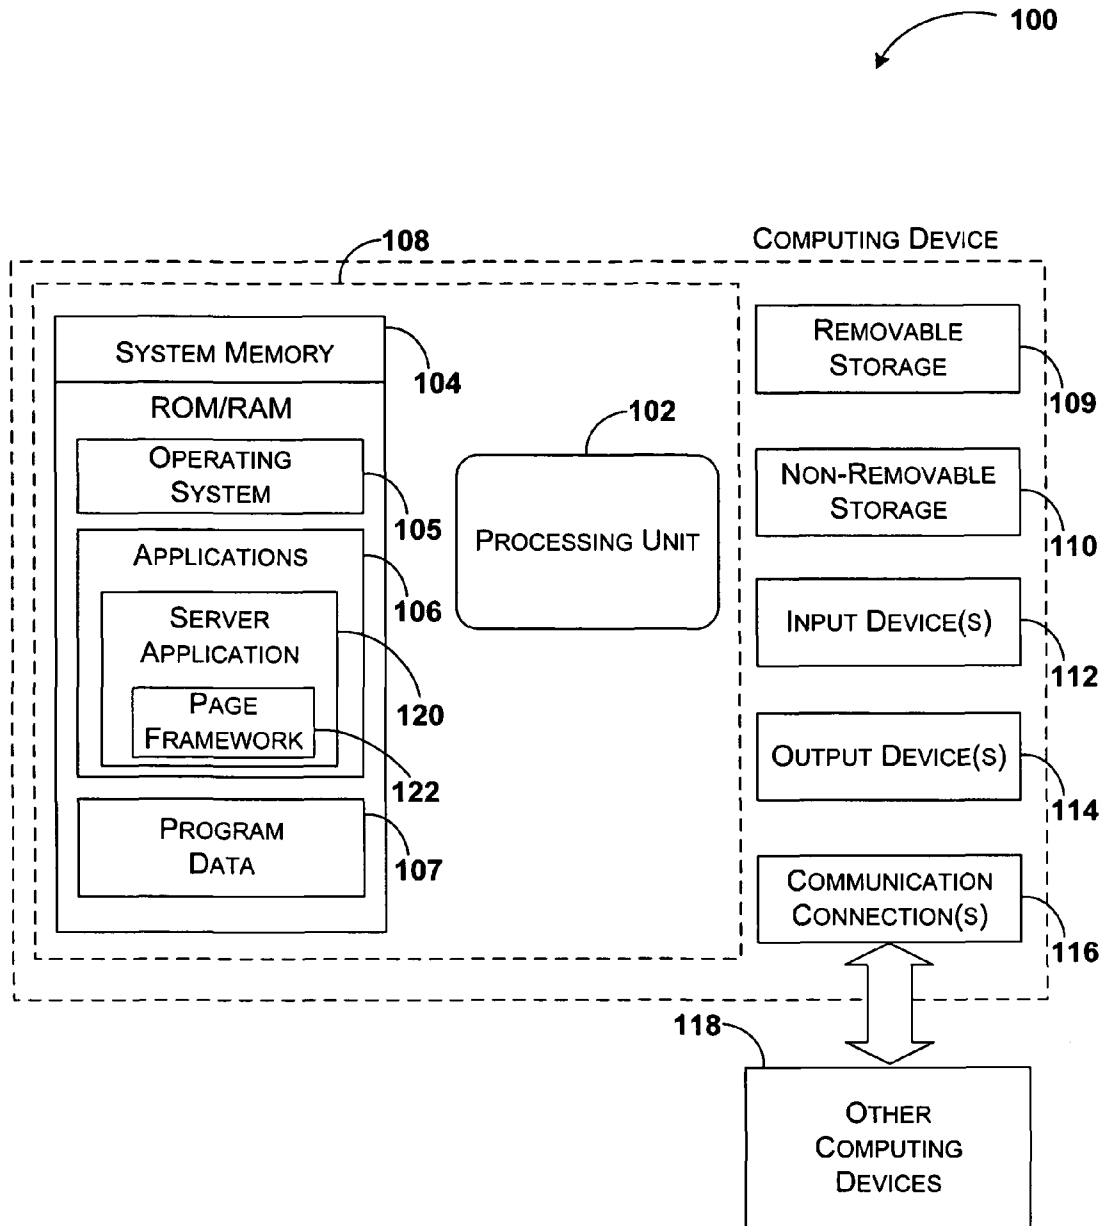 100
108
COMPUTING DEVICE
SYSTEM MEMORY
104
ROM/RAM
OPERATING
SYSTEM
105
APPLICATIONS
106
SERVER
APPLICATION
120
PAGE
FRAMEWORK
122
PROGRAM
DATA
107
102
PROCESSING UNIT
REMOVABLE
STORAGE
109
NON-REMOVABLE
STORAGE
110
INPUT DEVICE(S)
112
OUTPUT DEVICE(S)
114
COMMUNICATION
CONNECTION(S)
116
118
OTHER
COMPUTING
DEVICES